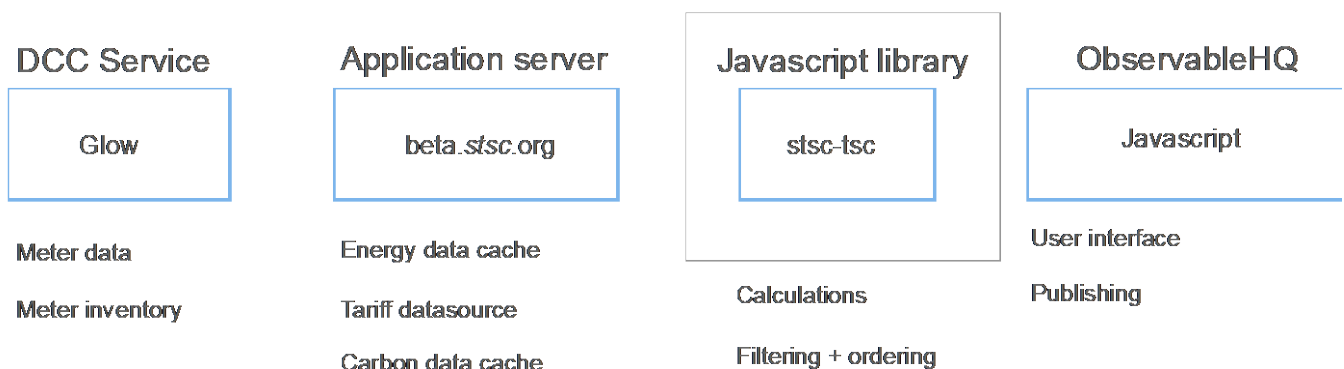 DCC Service
Glow
Meter data
Meter inventory
Application server
beta.stsc.org
Energy data cache
Tariff datasource
Carbon data cache
Javascript library
stsc-tsc
Calculations
Filtering + ordering
ObservableHQ
Javascript
User interface
Publishing